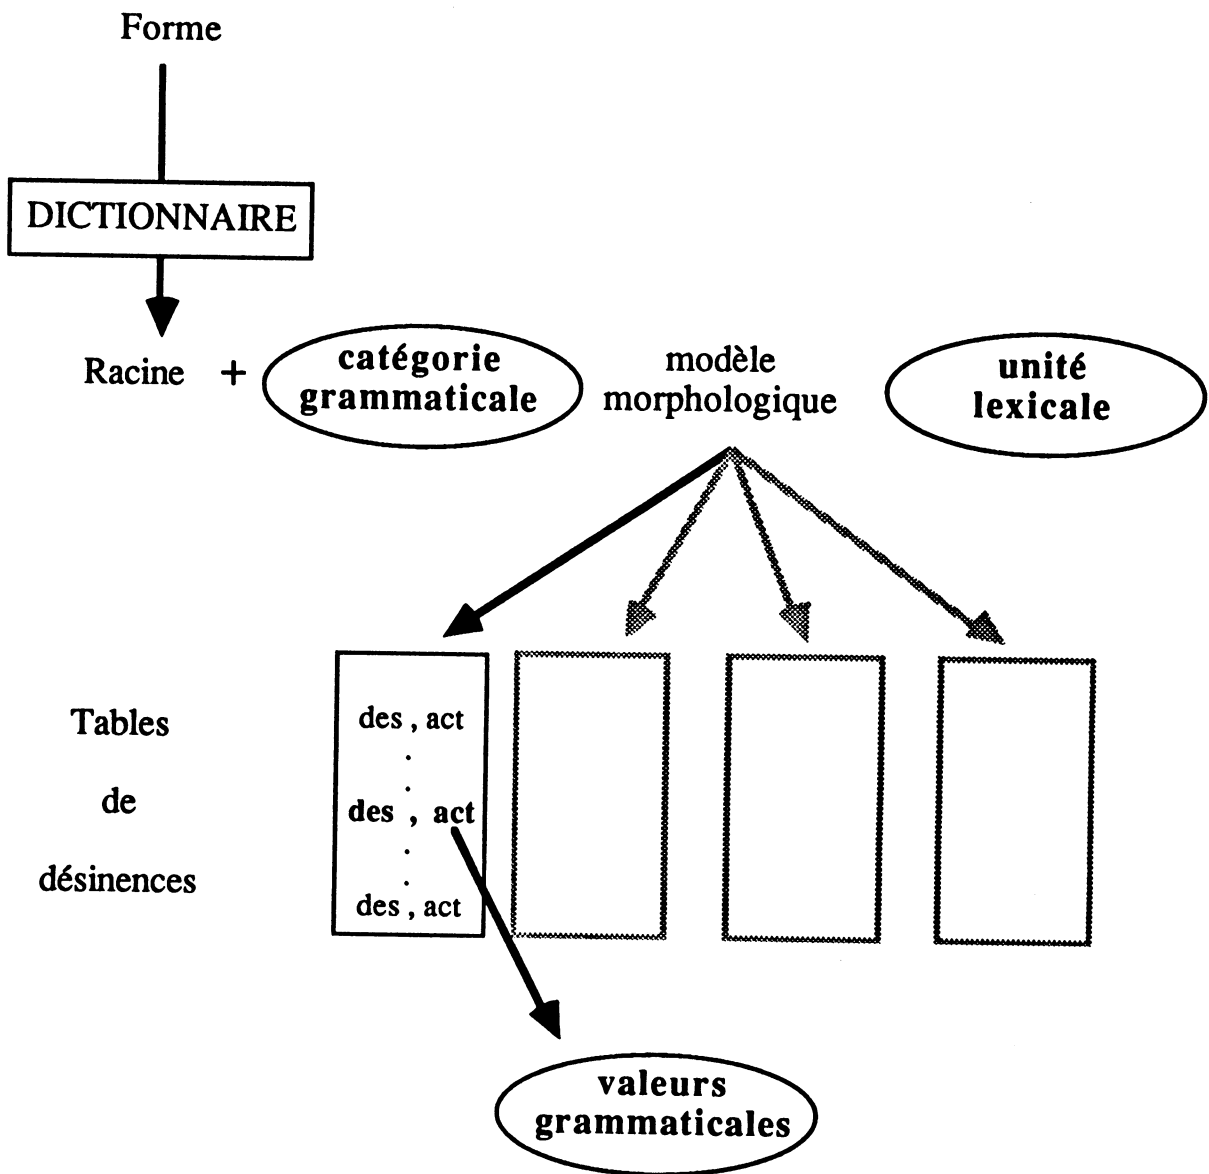 Forme
DICTIONNAIRE
Racine + catégorie
grammaticale
modèle
morphologique
unité
lexicale
Tables
de
désinences
des , act
.
.
des , act
.
.
des , act
valeurs
grammaticales